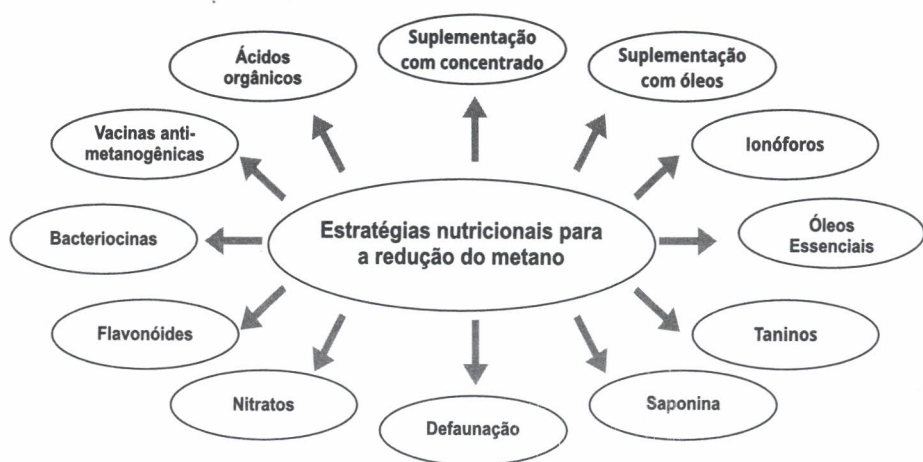 Suplementação
com concentrado
Ácidos
orgânicos
Suplementação
com óleos
Vacinas anti-
metanogênicas
Ionóforos
Estratégias nutricionais para
a redução do metano
Bacteriocinas
Óleos
Essenciais
Flavonóides
Taninos
Nitratos
Saponina
Defaunação